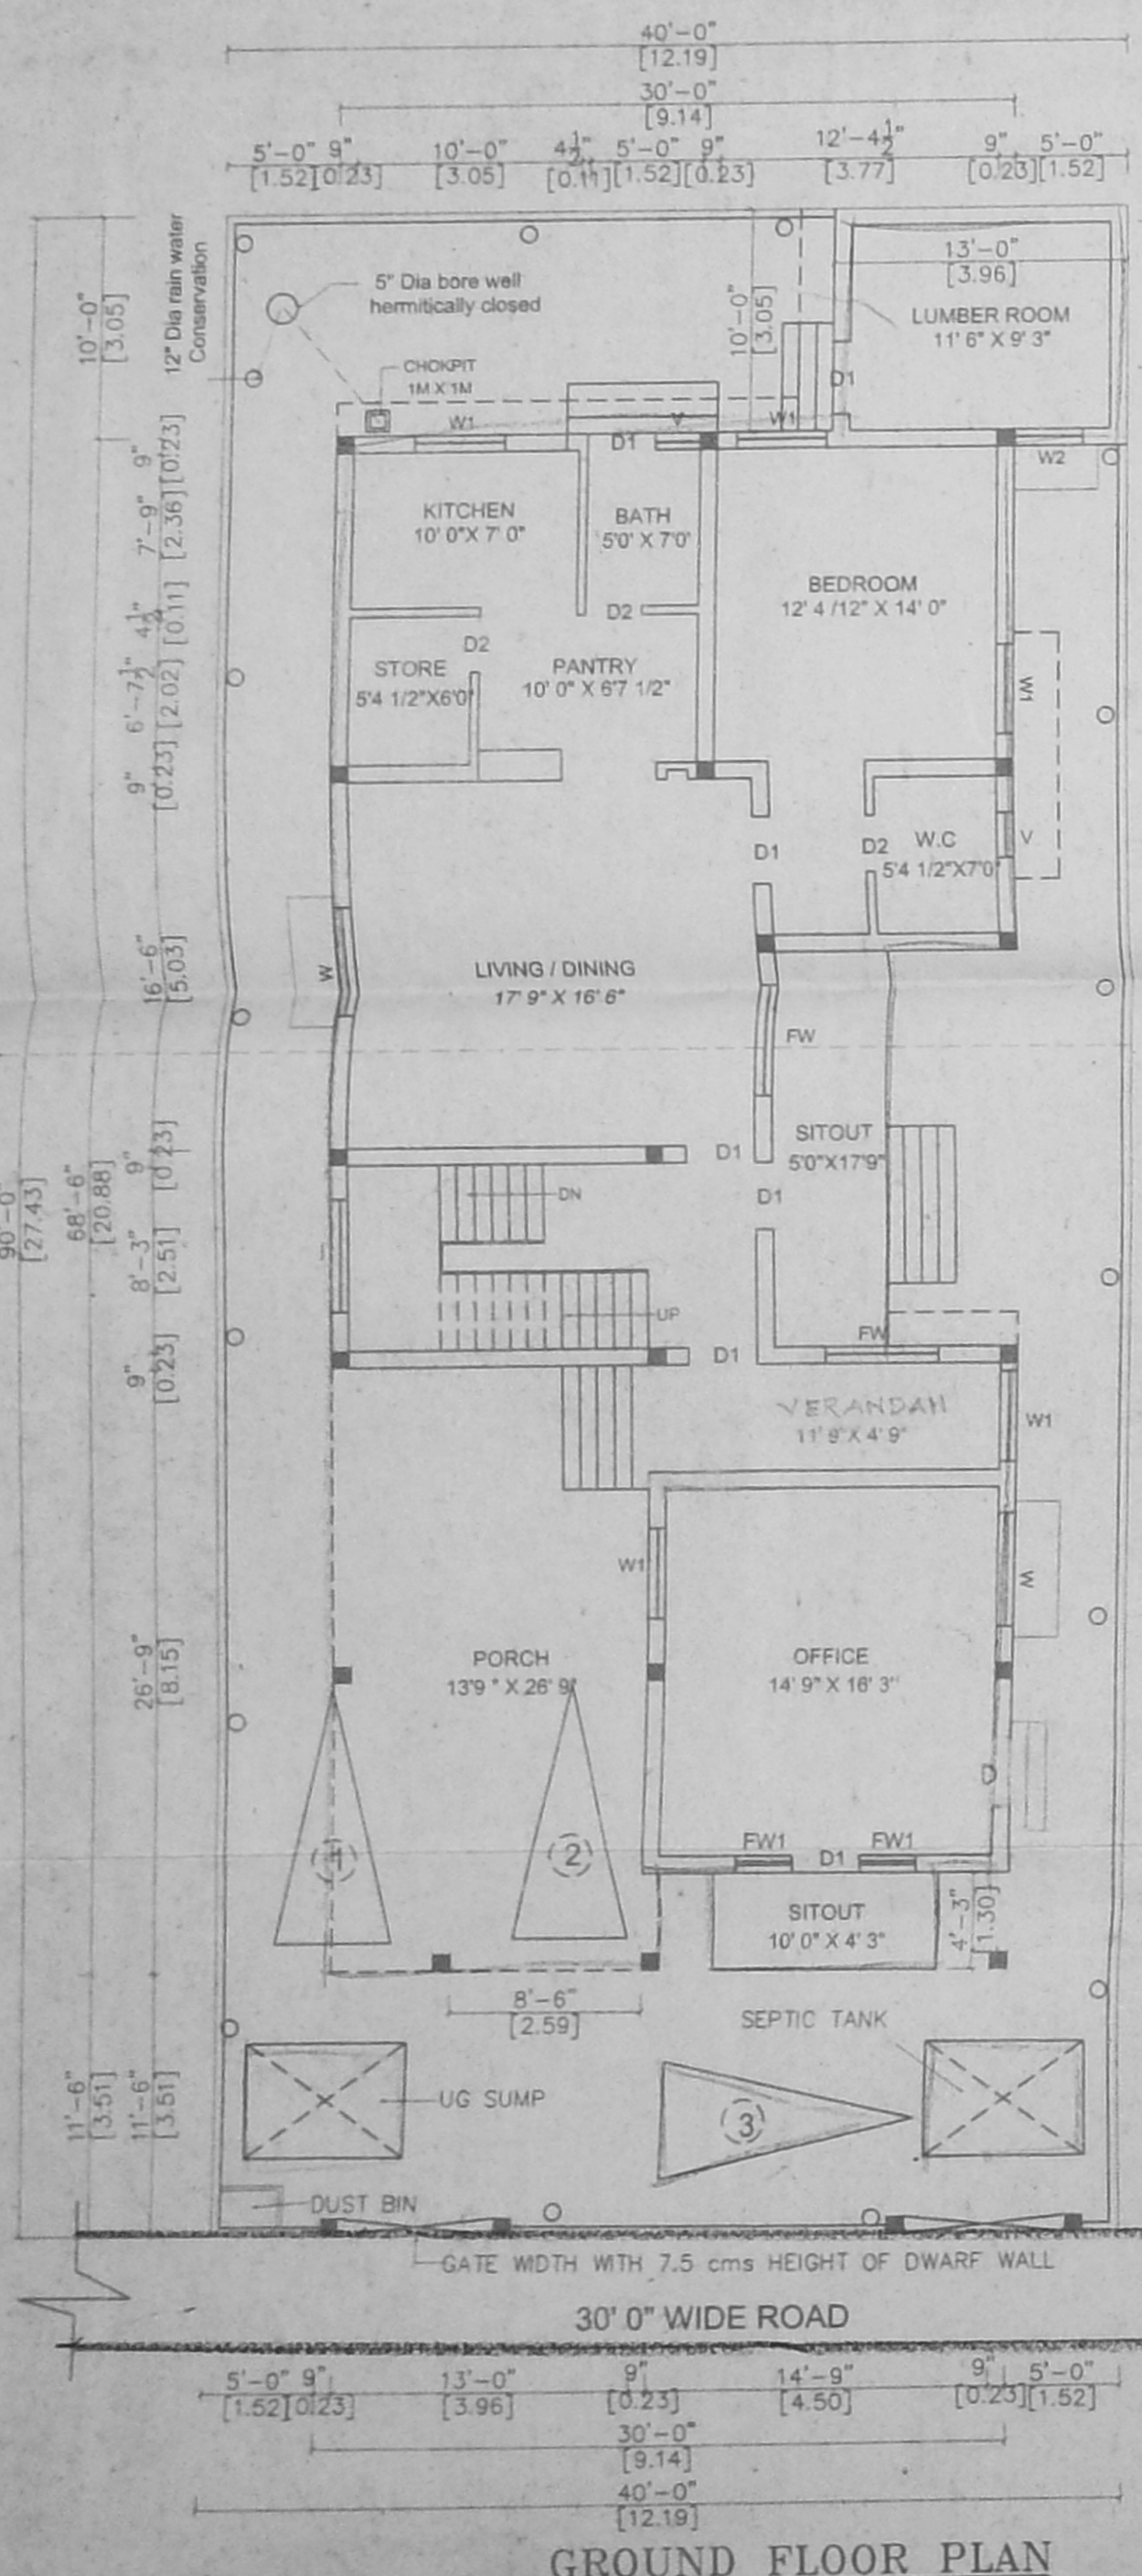 40'-0"
[12.19]
30'-0"
[9.14]
5'-0" 9" 10'-0" 4½" 5'-0" 9" 12'-4½" 9" 5'-0"
[1.52][0.23] [3.05] [0.11][1.52][0.23] [3.77] [0.23][1.52]
10'-0"
[3.05]
12" Dia rain water
Conservation
5" Dia bore well
hermitically closed
10'-0"
[3.05]
13'-0"
[3.96]
LUMBER ROOM
11' 6" X 9' 3"
CHOKPIT
1M X 1M
D1
W1
D1
V
W1
W2
9"
[0.23]
7'-9"
[2.36]
4½"
[0.11]
6'-7½"
[2.02]
9"
[0.23]
KITCHEN
10' 0"X 7' 0"
BATH
5'0' X 7'0'
BEDROOM
12' 4 /12" X 14' 0"
D2
D2
STORE
5'4 1/2"X6'0"
PANTRY
10' 0" X 6'7 1/2"
W1
D1
D2
W.C
5'4 1/2"X7'0"
V
16'-6"
[5.03]
W
LIVING / DINING
17' 9" X 16' 6"
FW
90'-0"
[27.43]
68'-6"
[20.88]
9"
[0.23]
8'-3"
[2.51]
9"
[0.23]
D1
SITOUT
5'0"X17'9"
D1
DN
UP
D1
FW
VERANDAH
11' 9"X 4' 9"
W1
W1
W
26'-9"
[8.15]
PORCH
13'9 " X 26' 9"
OFFICE
14' 9" X 16' 3"
D
1
2
FW1
D1
FW1
SITOUT
10' 0" X 4' 3"
4'-3"
[1.30]
8'-6"
[2.59]
SEPTIC TANK
11'-6"
[3.51]
11'-6"
[3.51]
UG SUMP
3
DUST BIN
GATE WIDTH WITH 7.5 cms HEIGHT OF DWARF WALL
30' 0" WIDE ROAD
5'-0" 9" 13'-0" 9" 14'-9" 9" 5'-0"
[1.52][0.23] [3.96] [0.23] [4.50] [0.23][1.52]
30'-0"
[9.14]
40'-0"
[12.19]
GROUND FLOOR PLAN